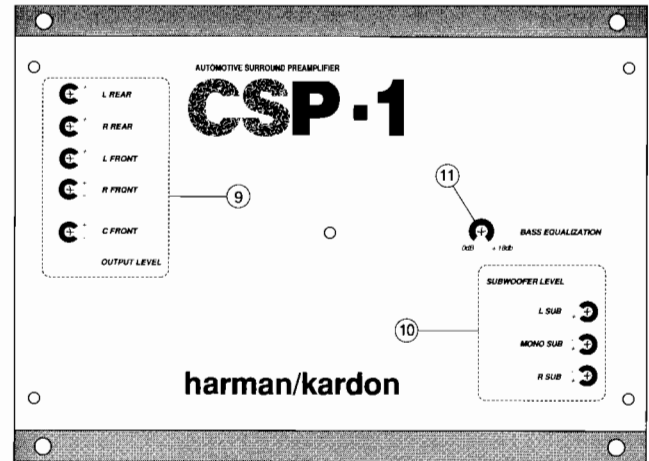 AUTOMOTIVE SURROUND PREAMPLIFIER
CSP·1
L REAR
R REAR
L FRONT
R FRONT
C FRONT
OUTPUT LEVEL
9
11
BASS EQUALIZATION
0dB + 18db
SUBWOOFER LEVEL
L SUB
MONO SUB
R SUB
10
harman/kardon